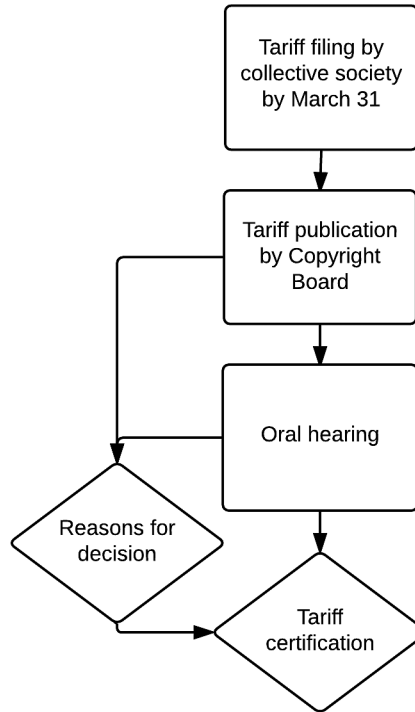 Tariff filing by
collective society
by March 31
Tariff publication
by Copyright
Board
Oral hearing
Reasons for
decision
Tariff
certification